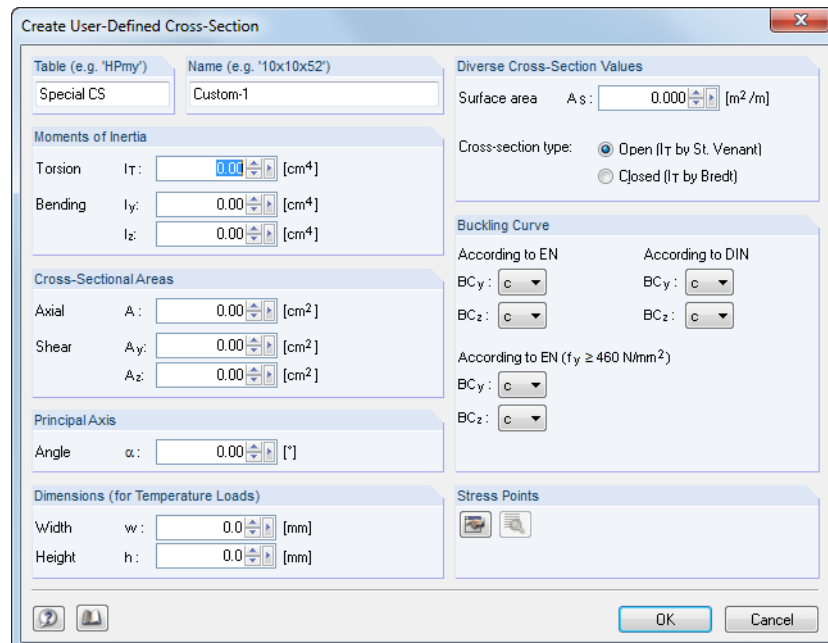 Create User-Defined Cross-Section
Table (e.g. 'HPmy')
Special CS
Name (e.g. '10x10x52')
Custom-1
Moments of Inertia
Torsion IT: 0.00 [cm4]
Bending Iy: 0.00 [cm4]
Iz: 0.00 [cm4]
Cross-Sectional Areas
Axial A: 0.00 [cm2]
Shear Ay: 0.00 [cm2]
Az: 0.00 [cm2]
Principal Axis
Angle α: 0.00 [°]
Dimensions (for Temperature Loads)
Width w: 0.0 [mm]
Height h: 0.0 [mm]
Diverse Cross-Section Values
Surface area As: 0.000 [m2/m]
Cross-section type: Open (IT by St. Venant)
Closed (IT by Bredt)
Buckling Curve
According to EN
BCy: c
BCz: c
According to DIN
BCy: c
BCz: c
According to EN (fy ≥ 460 N/mm2)
BCy: c
BCz: c
Stress Points
OK
Cancel